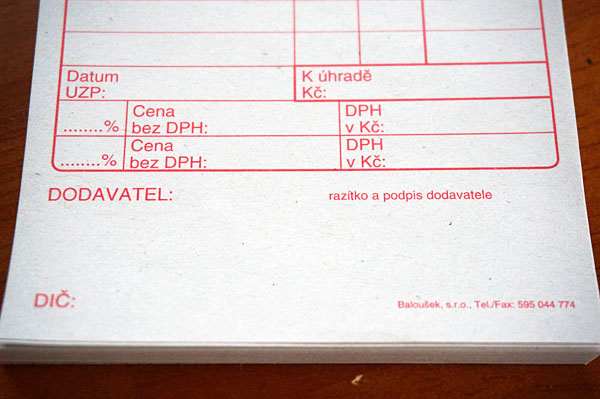 Datum
UZP:
K úhradě
Kč:
........%
Cena
bez DPH:
DPH
v Kč:
........%
Cena
bez DPH:
DPH
v Kč:
DODAVATEL:
razítko a podpis dodavatele
DIČ:
Baloušek, s.r.o., Tel./Fax: 595 044 774